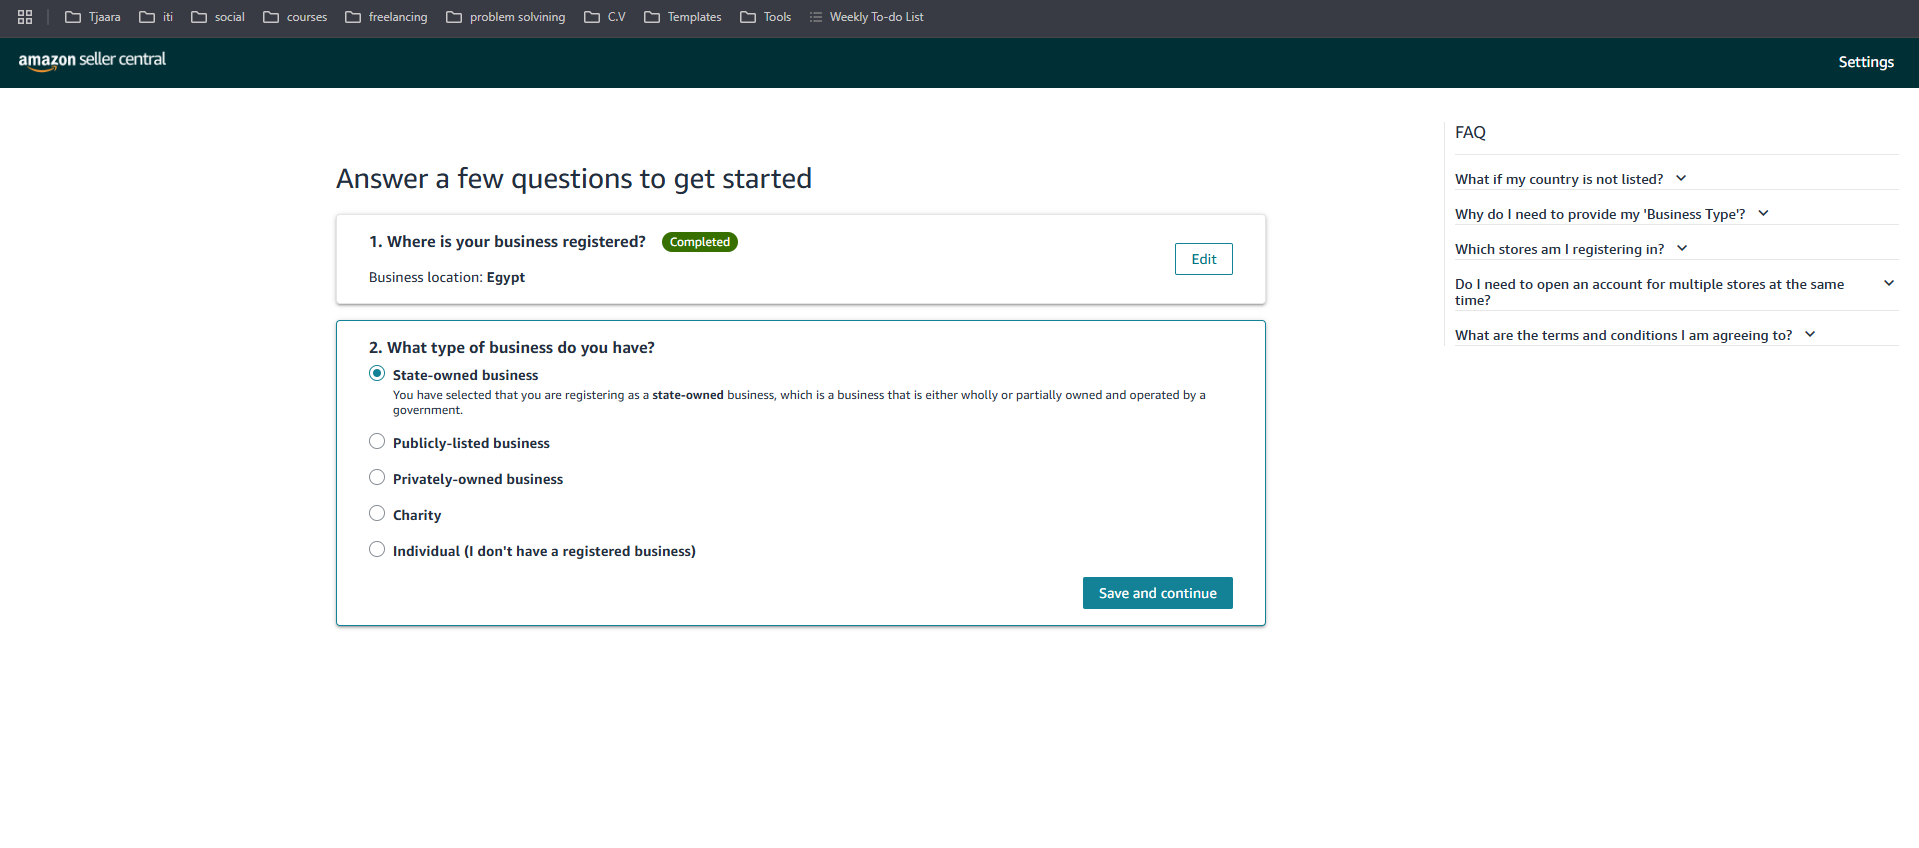 Tjaara iti social courses freelancing problem solvining C.V Templates Tools Weekly To-do List
amazon seller central Settings
Answer a few questions to get started
1. Where is your business registered? Completed
Business location: Egypt
Edit
2. What type of business do you have?
State-owned business
You have selected that you are registering as a state-owned business, which is a business that is either wholly or partially owned and operated by a
government.
Publicly-listed business
Privately-owned business
Charity
Individual (I don't have a registered business)
Save and continue
FAQ
What if my country is not listed?
Why do I need to provide my 'Business Type'?
Which stores am I registering in?
Do I need to open an account for multiple stores at the same
time?
What are the terms and conditions I am agreeing to?